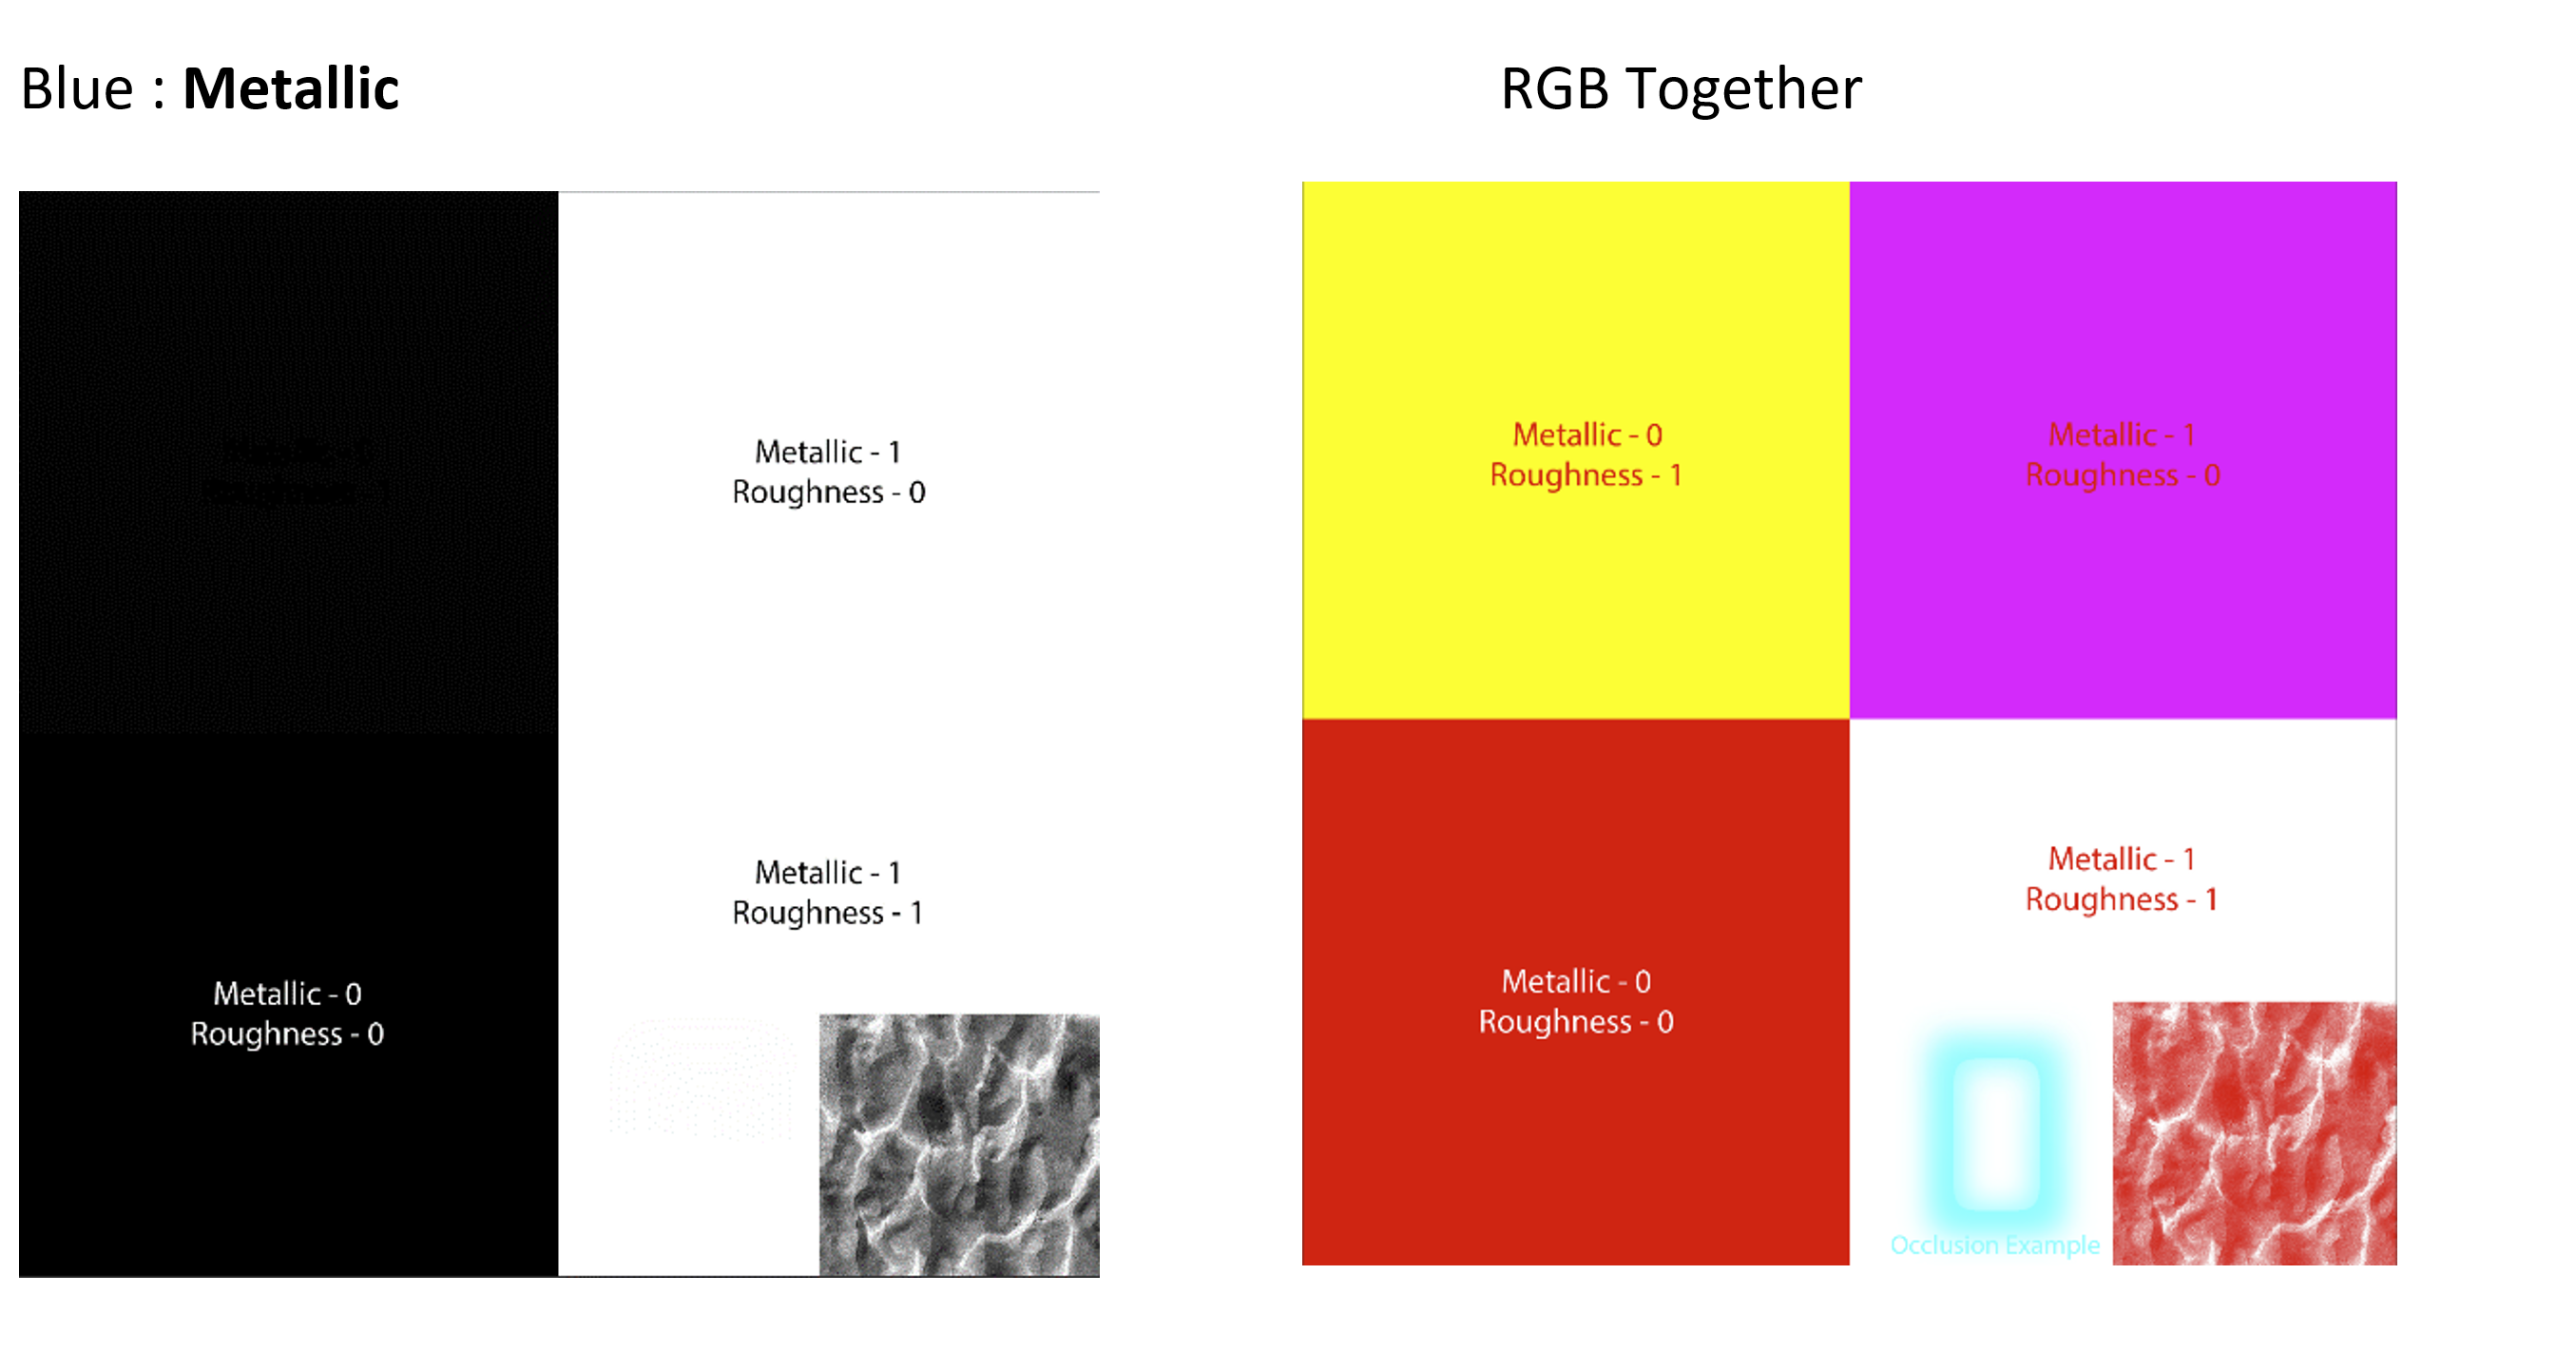 Blue : Metallic
RGB Together
Metallic - 1
Roughness - 0
Metallic - 1
Roughness - 1
Metallic - 0
Roughness - 0
Metallic - 0
Roughness - 1
Metallic - 1
Roughness - 0
Metallic - 0
Roughness - 0
Metallic - 1
Roughness - 1
Occlusion Example